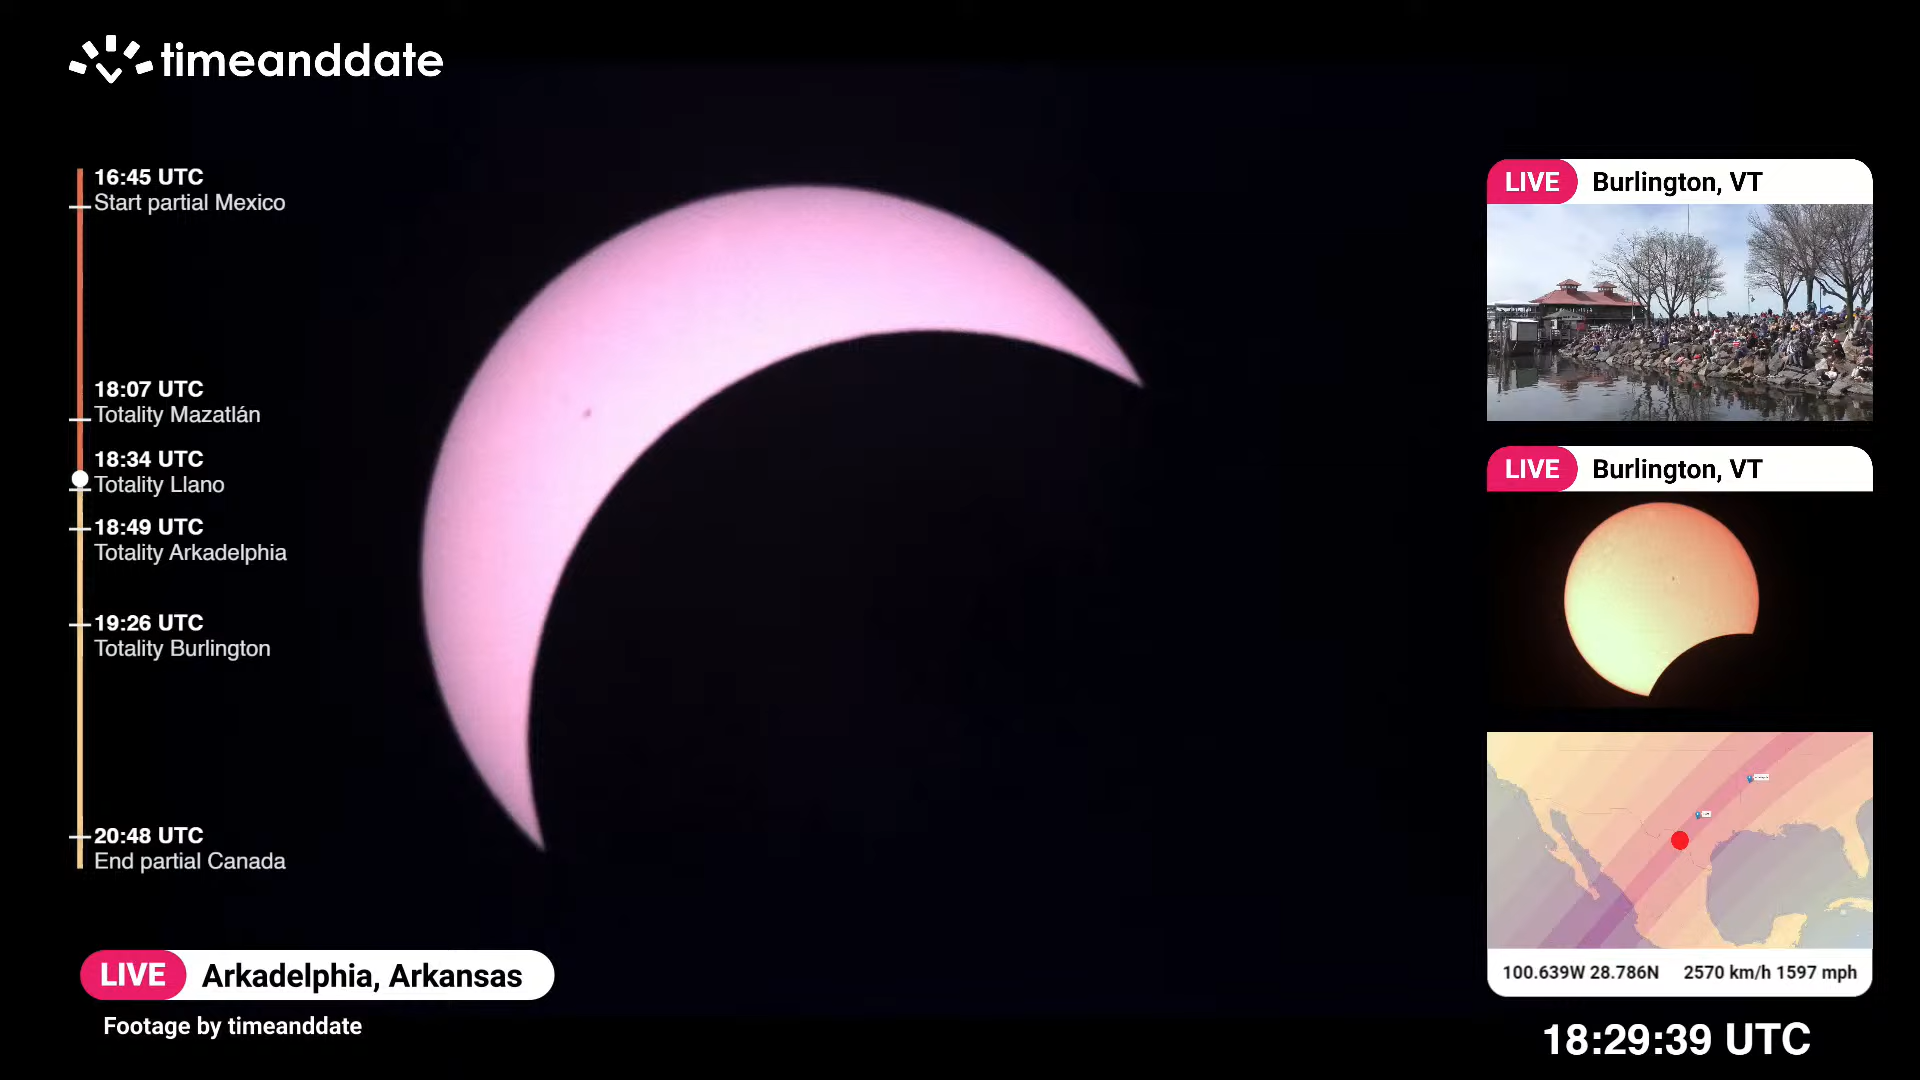 timeanddate
16:45 UTC
Start partial Mexico
18:07 UTC
Totality Mazatlán
18:34 UTC
Totality Llano
18:49 UTC
Totality Arkadelphia
19:26 UTC
Totality Burlington
20:48 UTC
End partial Canada
LIVE Arkadelphia, Arkansas
Footage by timeanddate
LIVE Burlington, VT
LIVE Burlington, VT
100.639W 28.786N 2570 km/h 1597 mph
18:29:39 UTC